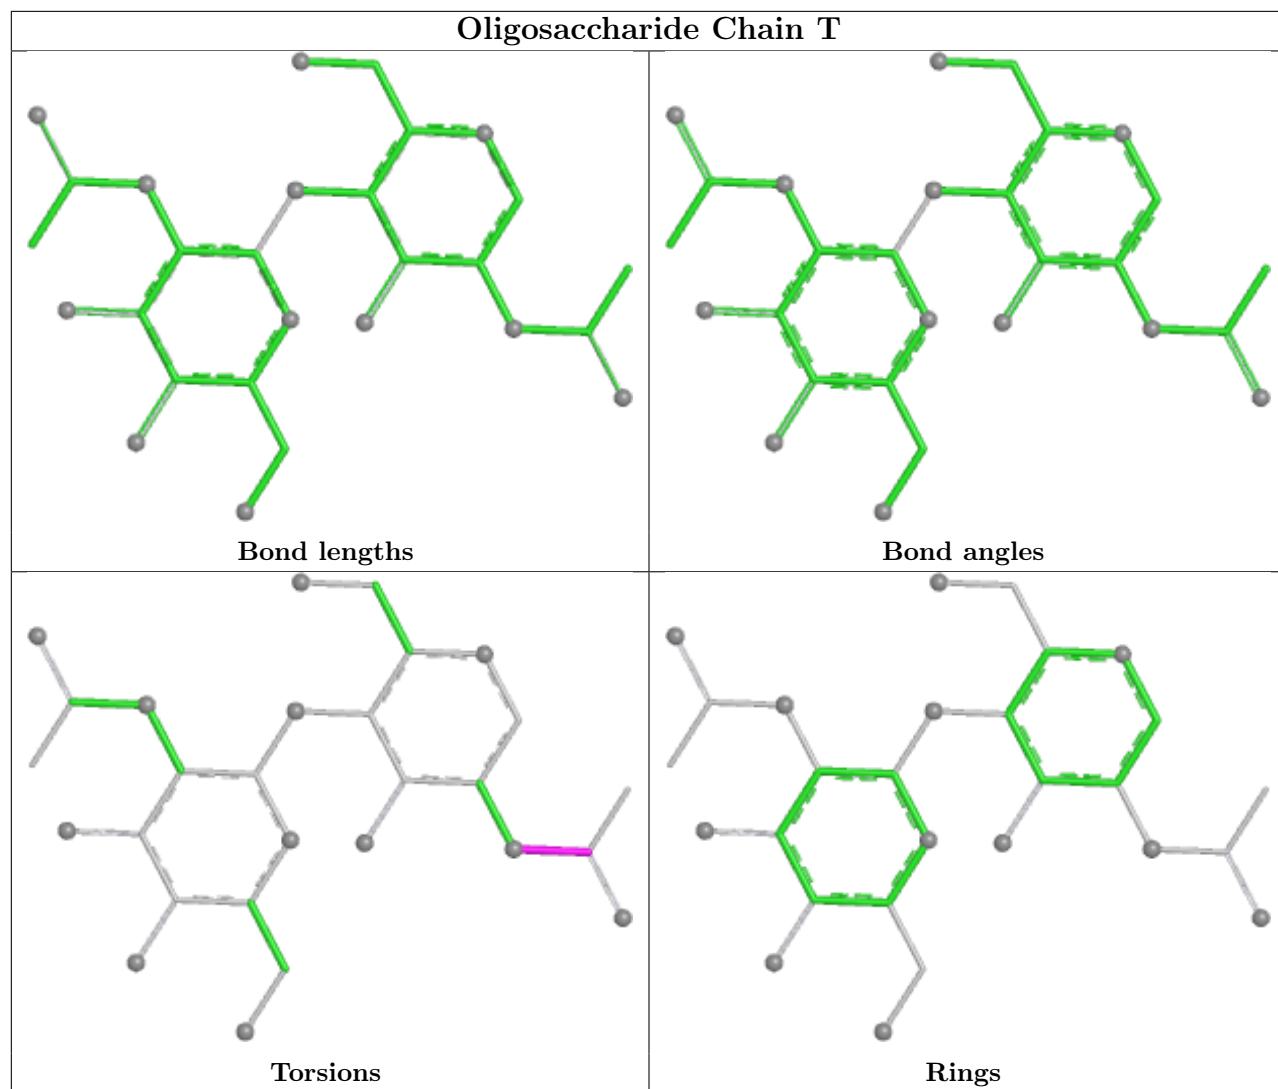 Oligosaccharide Chain T
Bond lengths
Bond angles
Torsions
Rings